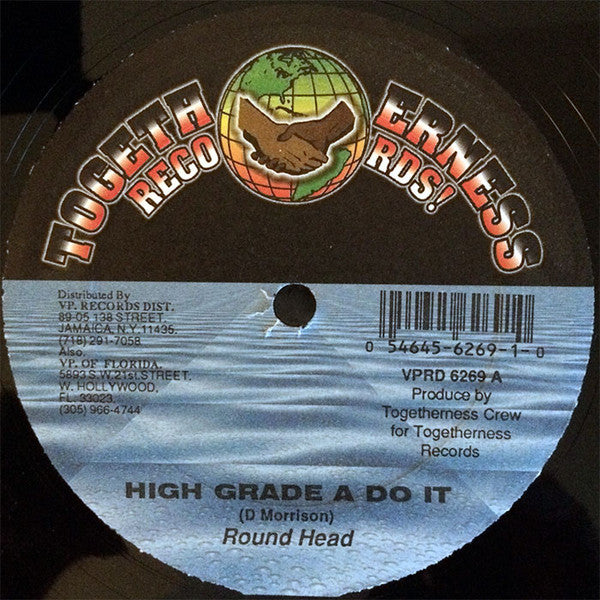 TOGETHERNESS
RECORDS!
Distributed By
VP. RECORDS DIST.
89-05 138 STREET.
JAMAICA, N.Y. 11435.
(718) 291-7058
Also
VP. OF FLORIDA.
5893 S.W. 21st STREET.
W. HOLLYWOOD,
FL. 33023.
(305) 966-4744
0 54645-6269-1-0
VPRD 6269 A
Produce by
Togetherness Crew
for Togetherness
Records
HIGH GRADE A DO IT
(D Morrison)
Round Head